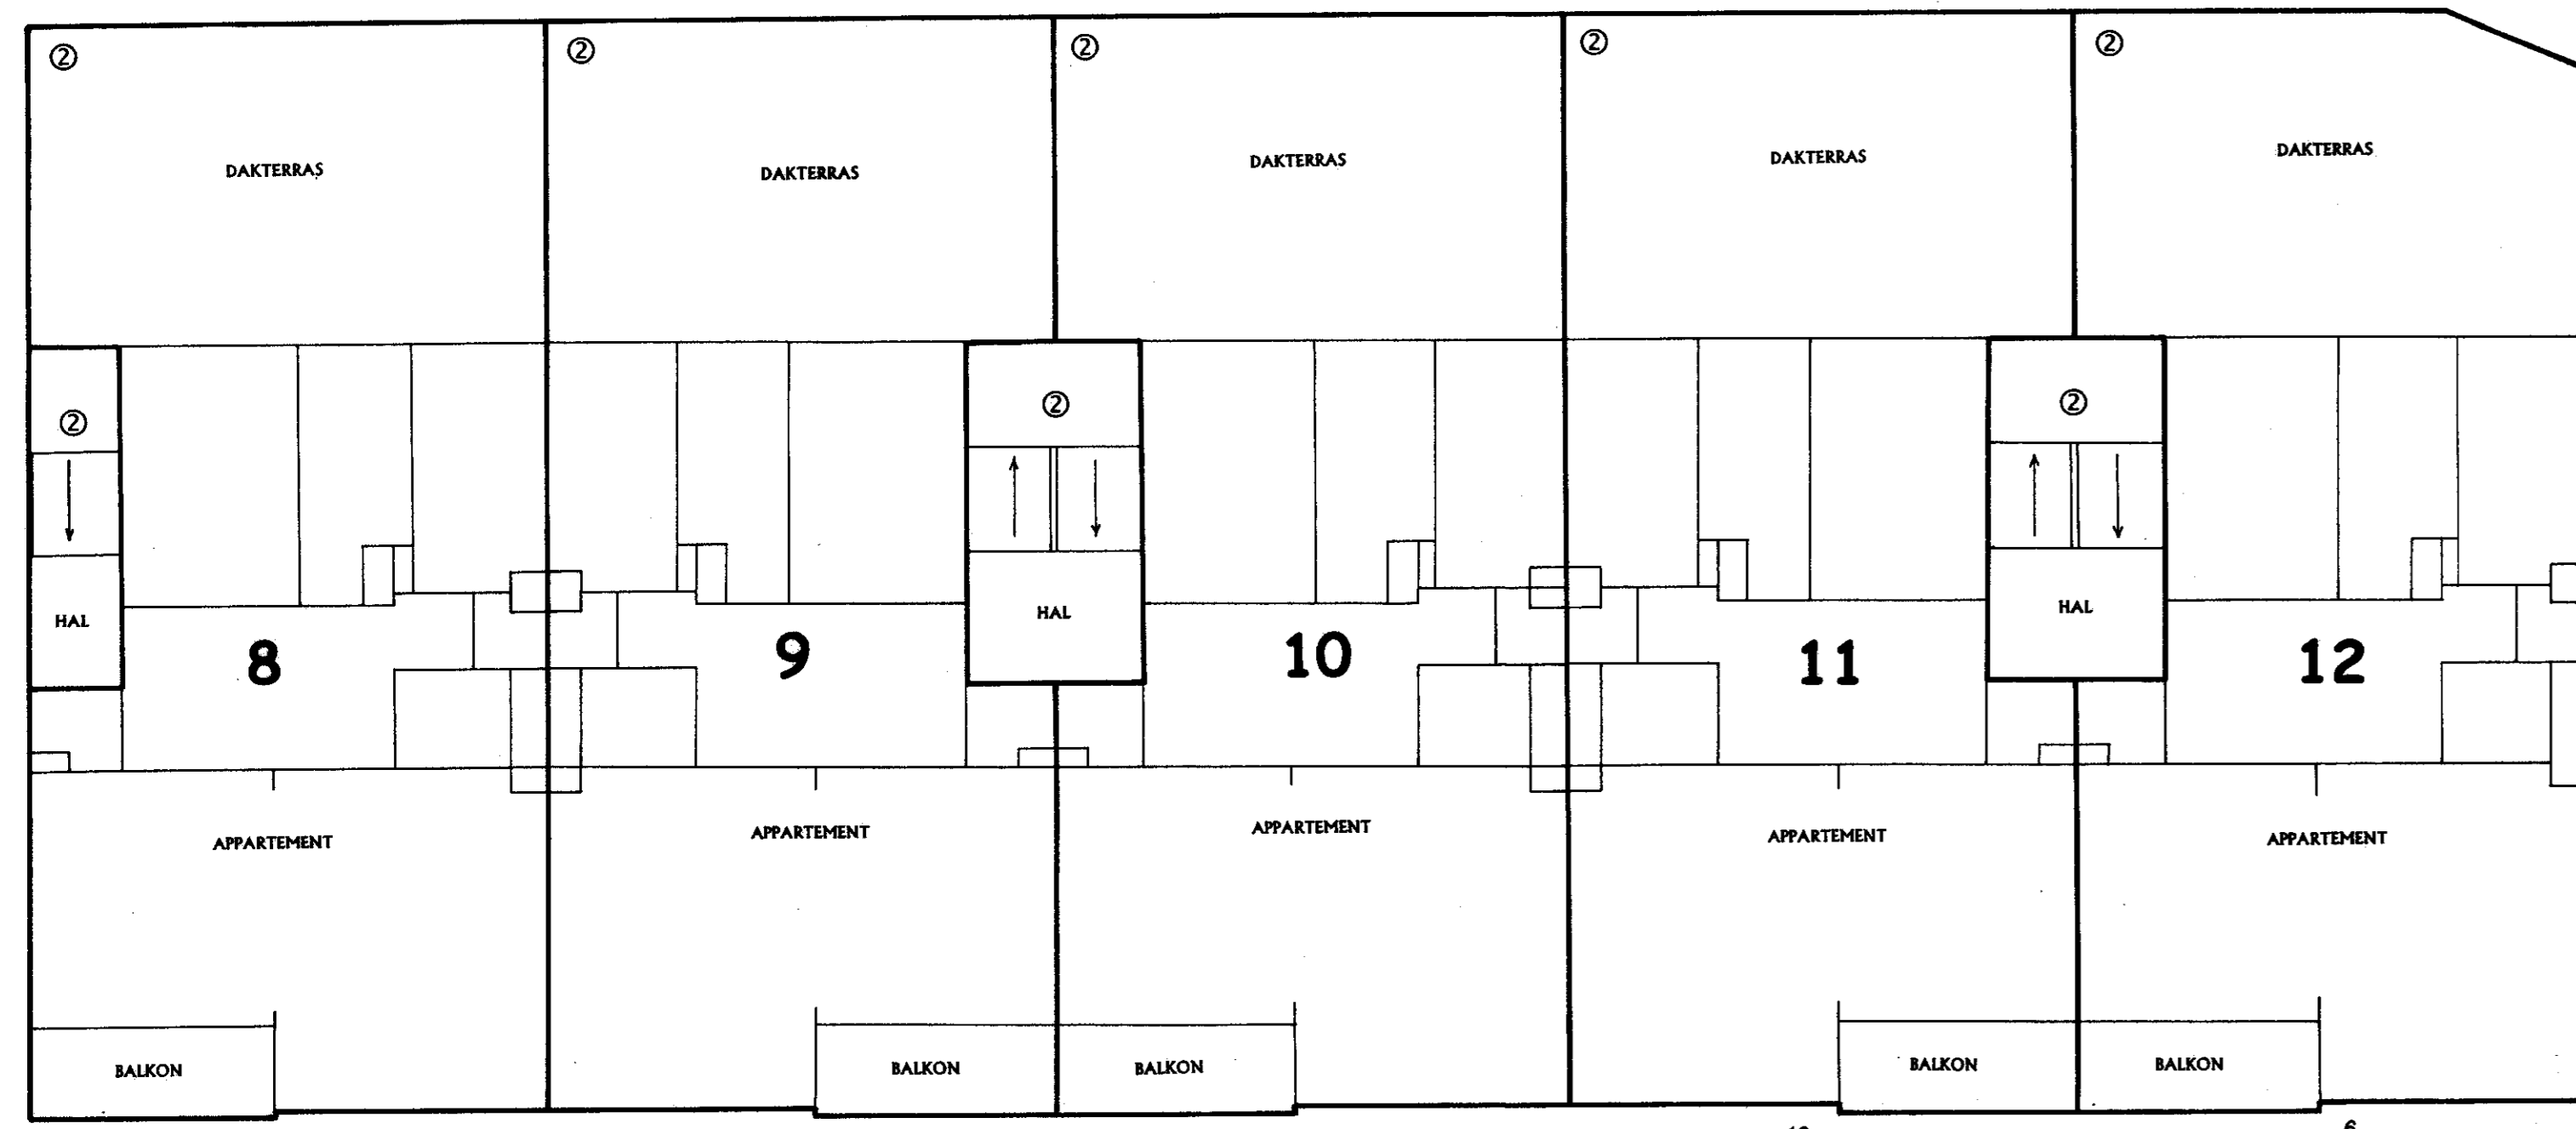 ② ② ② ② ②
DAKTERRAS DAKTERRAS DAKTERRAS DAKTERRAS DAKTERRAS
② ② ②
HAL HAL HAL
8 9 10 11 12
APPARTEMENT APPARTEMENT APPARTEMENT APPARTEMENT APPARTEMENT
BALKON BALKON BALKON BALKON BALKON